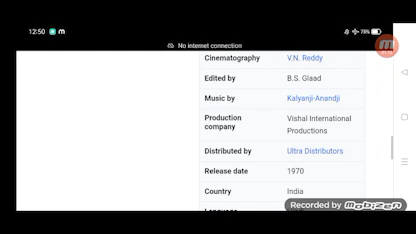 12:50
No internet connection
78%
Cinematography V.N. Reddy
Edited by B.S. Glaad
Music by Kalyanji-Anandji
Production Vishal International
company Productions
Distributed by Ultra Distributors
Release date 1970
Country India
Recorded by Mobizen